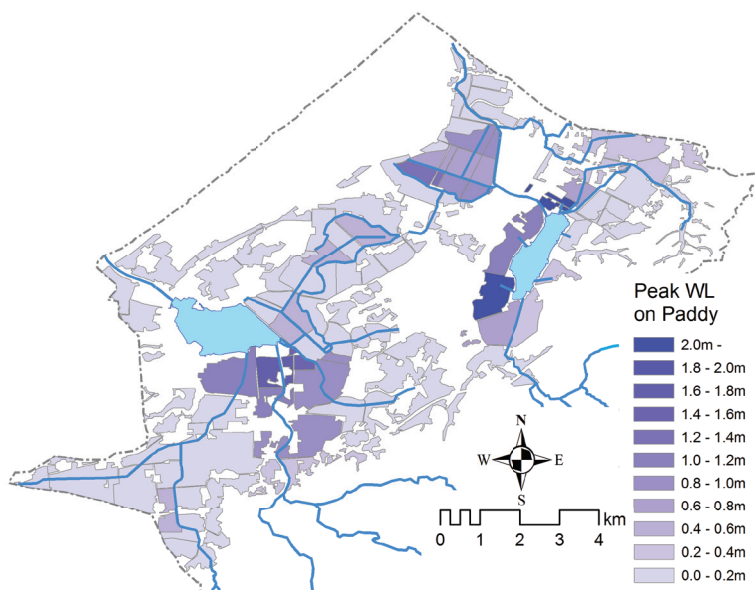 Peak WL
on Paddy
2.0m -
1.8 - 2.0m
1.6 - 1.8m
1.4 - 1.6m
1.2 - 1.4m
1.0 - 1.2m
0.8 - 1.0m
0.6 - 0.8m
0.4 - 0.6m
0.2 - 0.4m
0.0 - 0.2m
N
W E
S
km
0 1 2 3 4